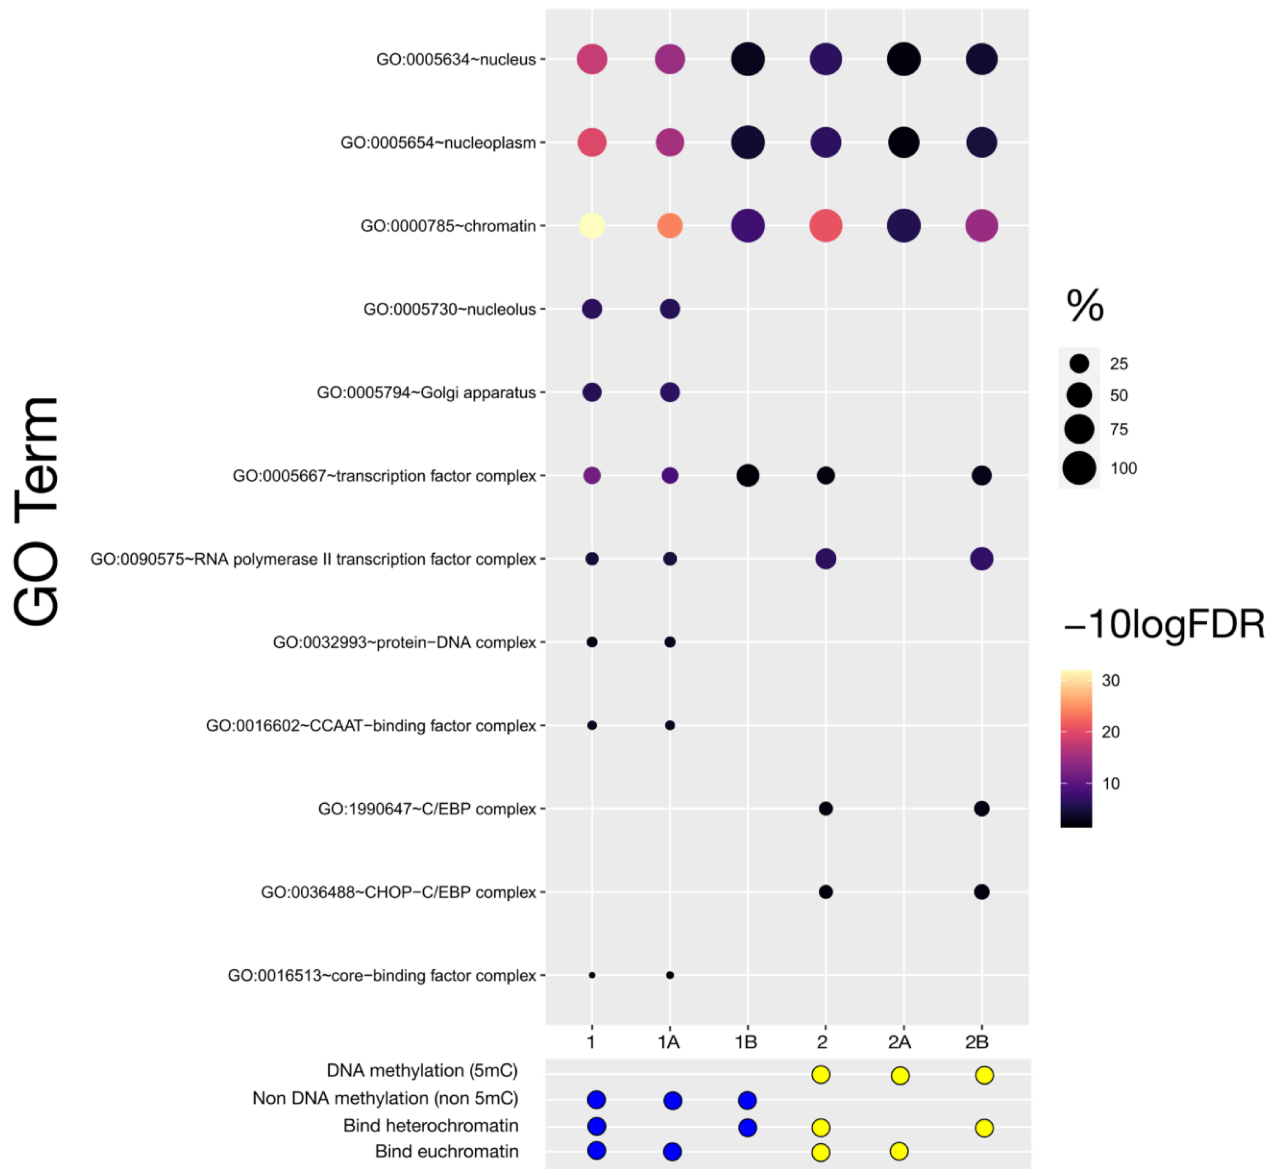 GO Term
GO:0005634~nucleus
GO:0005654~nucleoplasm
GO:0000785~chromatin
GO:0005730~nucleolus
GO:0005794~Golgi apparatus
GO:0005667~transcription factor complex
GO:0090575~RNA polymerase II transcription factor complex
GO:0032993~protein−DNA complex
GO:0016602~CCAAT−binding factor complex
GO:1990647~C/EBP complex
GO:0036488~CHOP−C/EBP complex
GO:0016513~core−binding factor complex
1 1A 1B 2 2A 2B
DNA methylation (5mC)
Non DNA methylation (non 5mC)
Bind heterochromatin
Bind euchromatin
%
25
50
75
100
−10logFDR
30
20
10